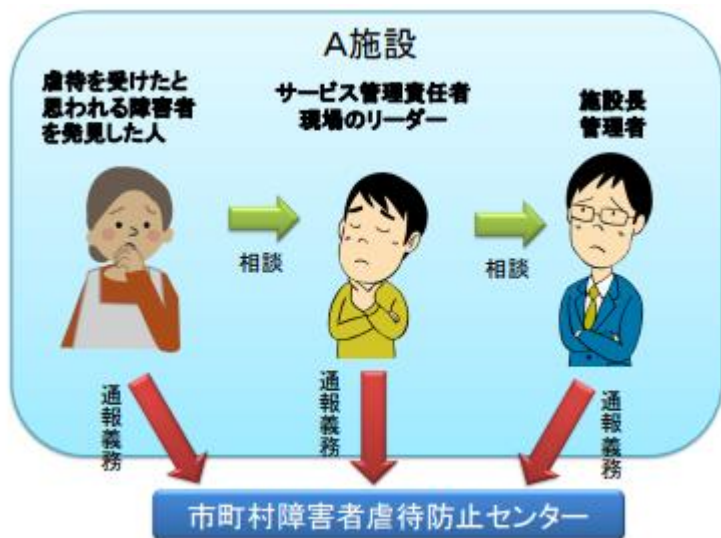 A施設
虐待を受けたと
思われる障害者
を発見した人
サービス管理責任者
現場のリーダー
施設長
管理者
相談
相談
通報義務
通報義務
通報義務
市町村障害者虐待防止センター